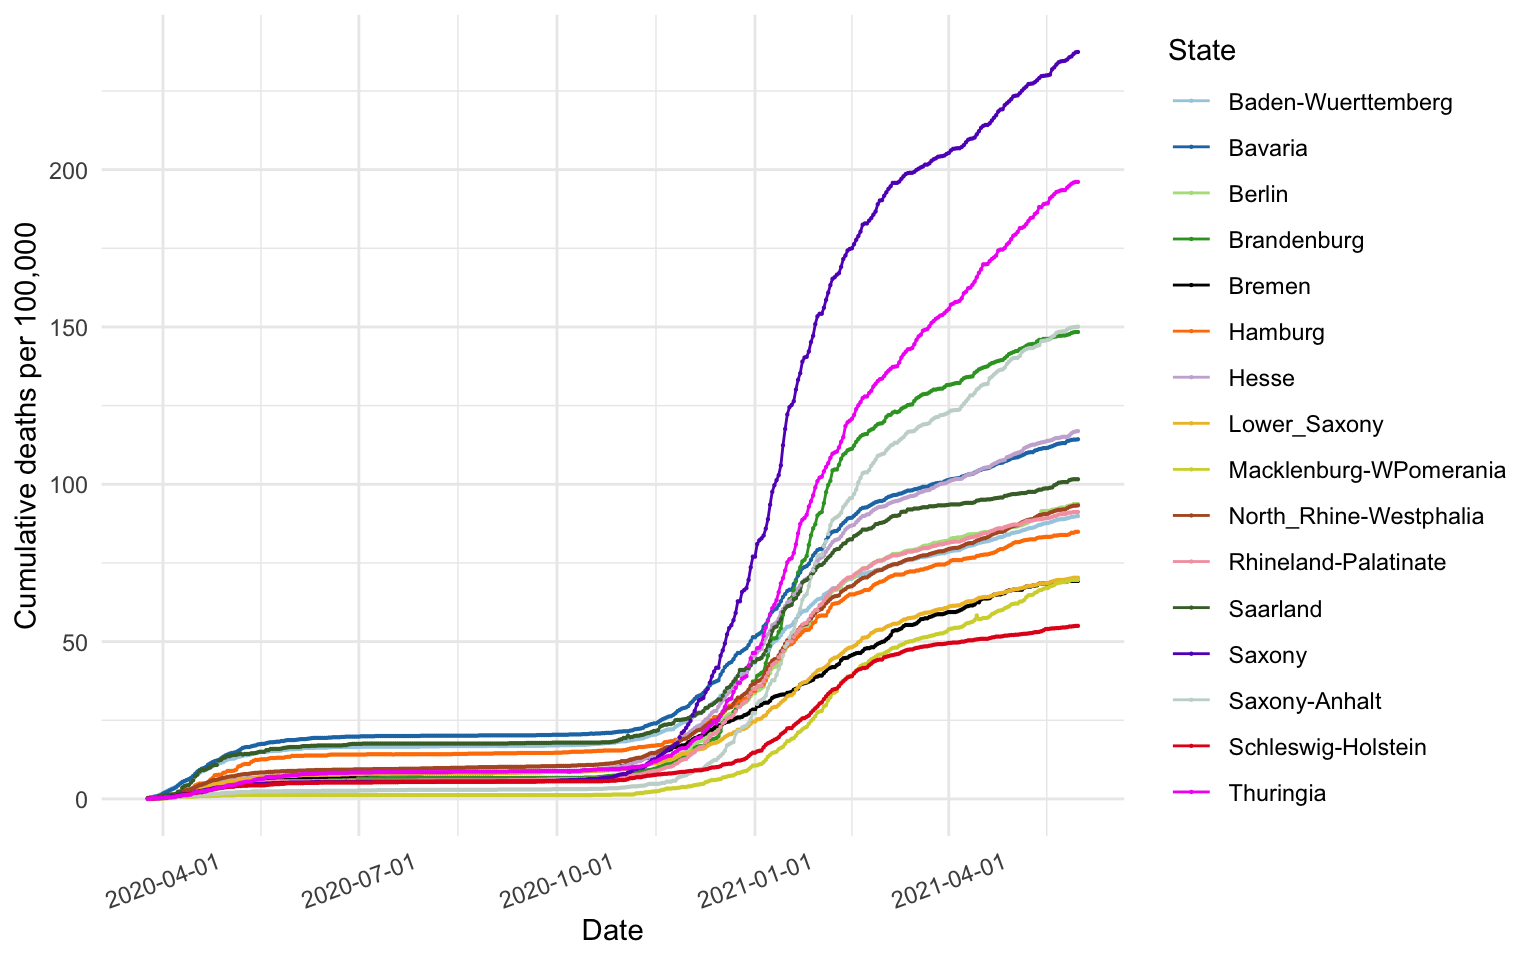 State
Baden-Wuerttemberg
Bavaria
Berlin
Brandenburg
Bremen
Hamburg
Hesse
Lower_Saxony
Macklenburg-WPomerania
North_Rhine-Westphalia
Rhineland-Palatinate
Saarland
Saxony
Saxony-Anhalt
Schleswig-Holstein
Thuringia
Cumulative deaths per 100,000
200
150
100
50
0
2020-04-01
2020-07-01
2020-10-01
2021-01-01
2021-04-01
Date